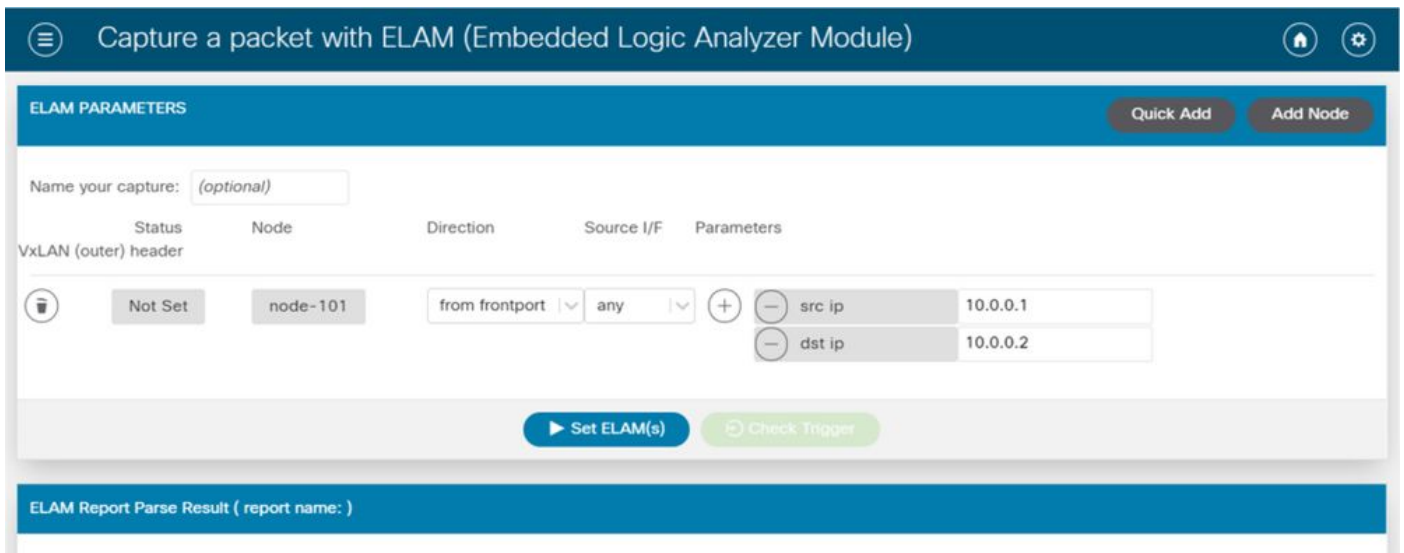 Capture a packet with ELAM (Embedded Logic Analyzer Module)
ELAM PARAMETERS
Quick Add
Add Node
Name your capture: (optional)
Status Node Direction Source I/F Parameters
VxLAN (outer) header
Not Set node-101 from frontport any src ip 10.0.0.1
dst ip 10.0.0.2
Set ELAM(s)
Check Trigger
ELAM Report Parse Result ( report name: )